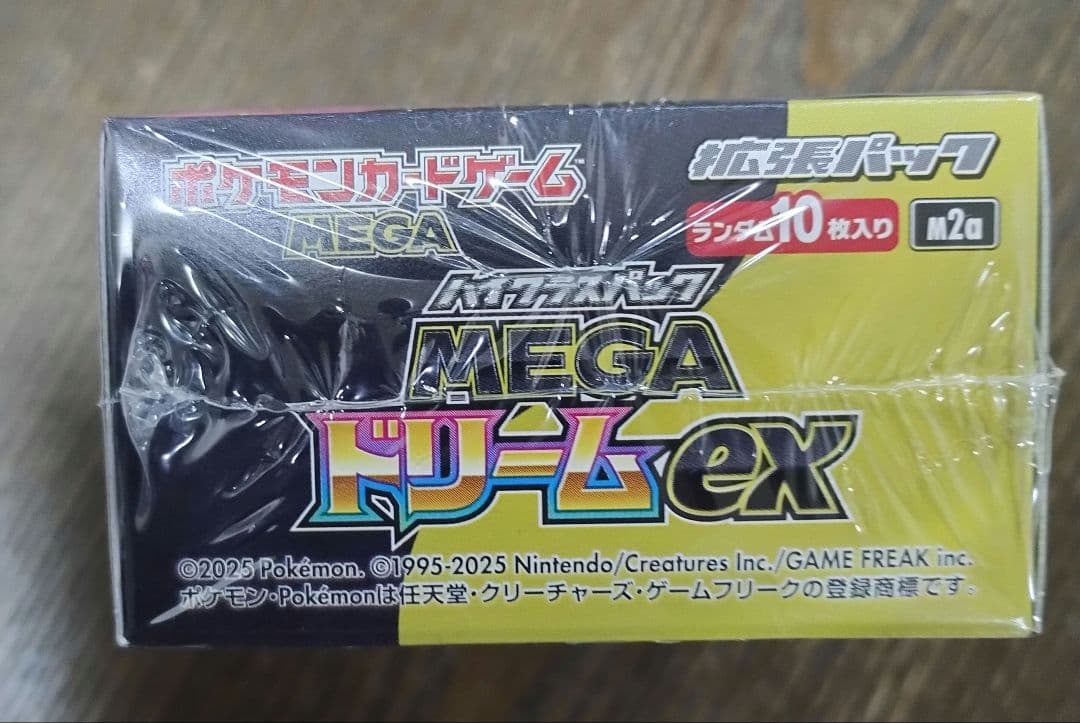 ポケモンカードゲーム™
MEGA
拡張パック
ランダム10枚入り
M2a
ハイクラスパック
MEGA
ドリームex
©2025 Pokémon. ©1995-2025 Nintendo/Creatures Inc./GAME FREAK inc.
ポケモン・Pokémonは任天堂・クリーチャーズ・ゲームフリークの登録商標です。